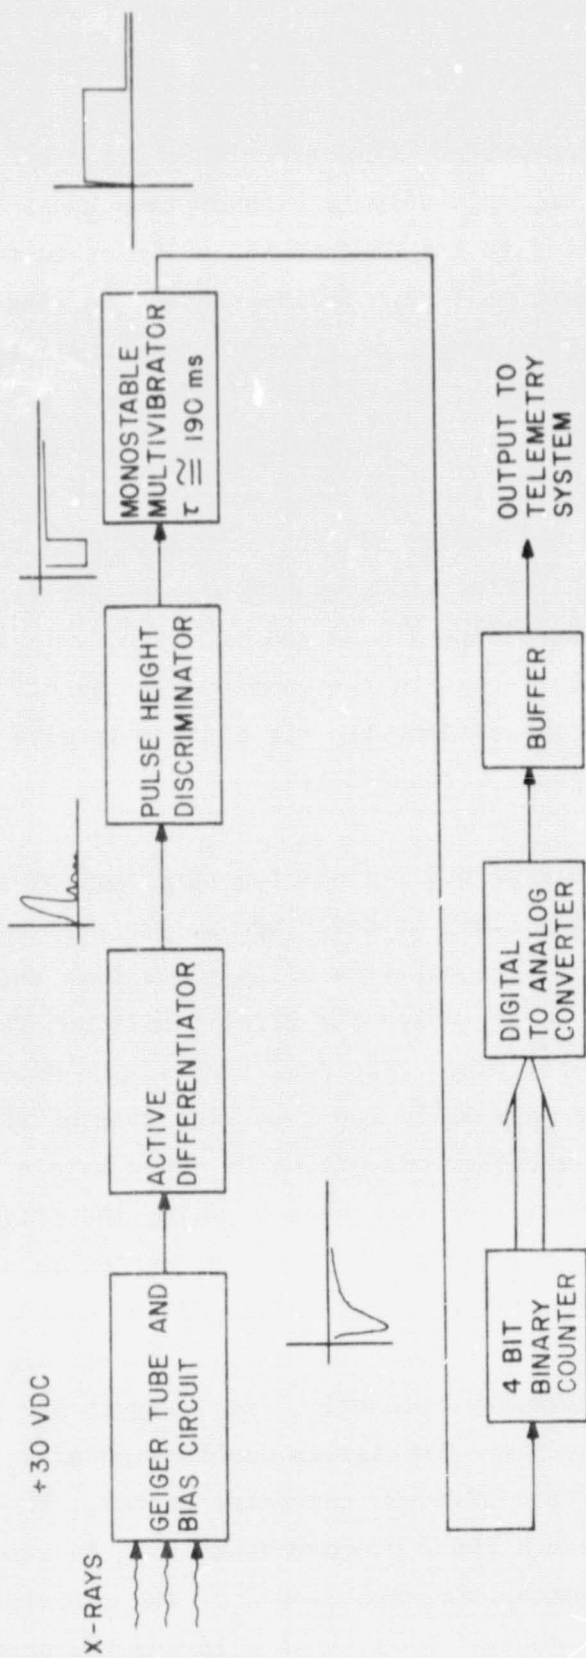 +30 VDC
X-RAYS
GEIGER TUBE AND
BIAS CIRCUIT
ACTIVE
DIFFERENTIATOR
PULSE HEIGHT
DISCRIMINATOR
MONOSTABLE
MULTIVIBRATOR
τ ≅ 190 ms
4 BIT
BINARY
COUNTER
DIGITAL
TO ANALOG
CONVERTER
BUFFER
OUTPUT TO
TELEMETRY
SYSTEM